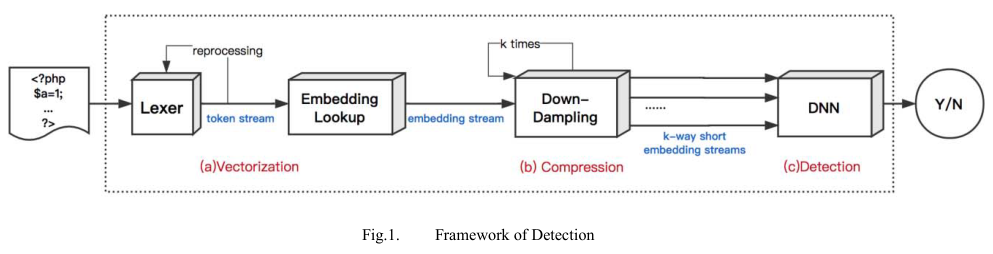 <?php
$a=1;
...
?>
reprocessing
Lexer
token stream
Embedding
Lookup
embedding stream
k times
Down-
Dampling
......
k-way short
embedding streams
DNN
Y/N
(a)Vectorization
(b) Compression
(c)Detection
Fig.1. Framework of Detection